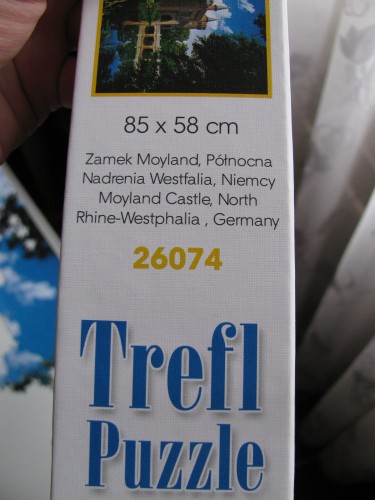 85 x 58 cm
Zamek Moyland, Północna
Nadrenia Westfalia, Niemcy
Moyland Castle, North
Rhine-Westphalia , Germany
26074
Trefl
Puzzle